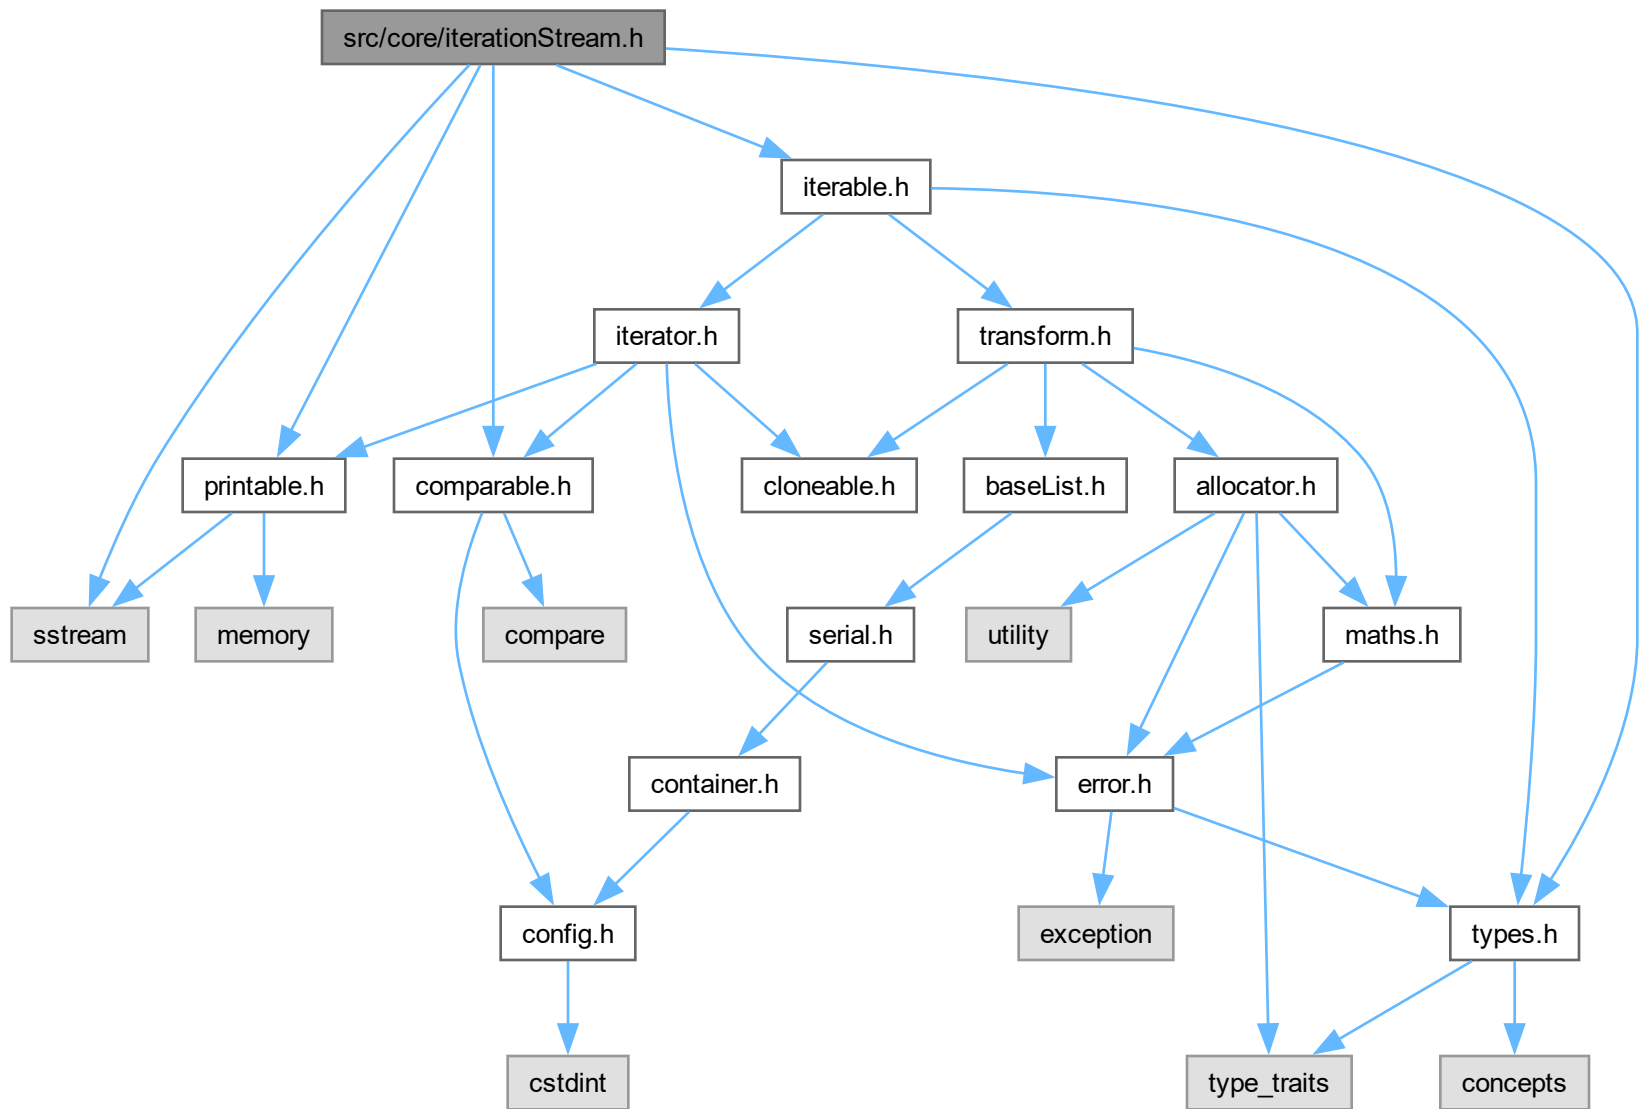 src/core/iterationStream.h
iterable.h
iterator.h
transform.h
printable.h
comparable.h
cloneable.h
baseList.h
allocator.h
sstream
memory
compare
serial.h
utility
maths.h
container.h
error.h
config.h
exception
types.h
cstdint
type_traits
concepts